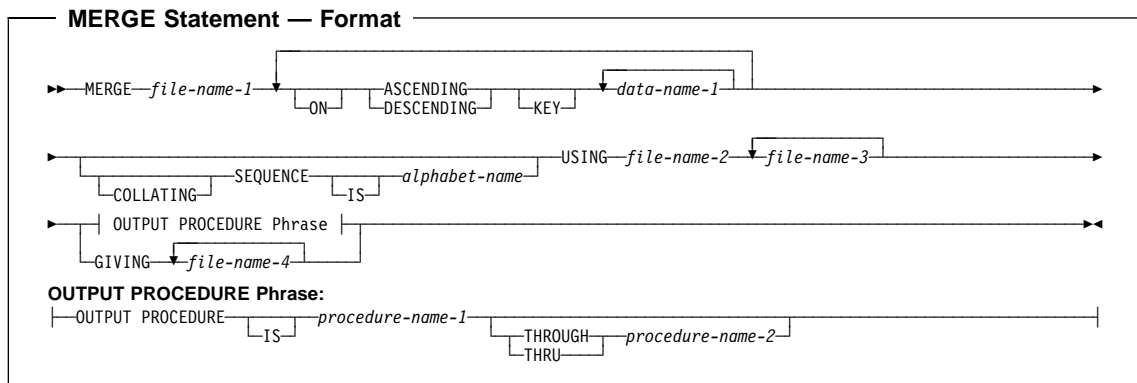 MERGE Statement — Format
MERGE file-name-1 ON ASCENDING KEY data-name-1
DESCENDING
COLLATING SEQUENCE IS alphabet-name USING file-name-2 file-name-3
OUTPUT PROCEDURE Phrase
GIVING file-name-4
OUTPUT PROCEDURE Phrase:
OUTPUT PROCEDURE IS procedure-name-1 THROUGH procedure-name-2
THRU